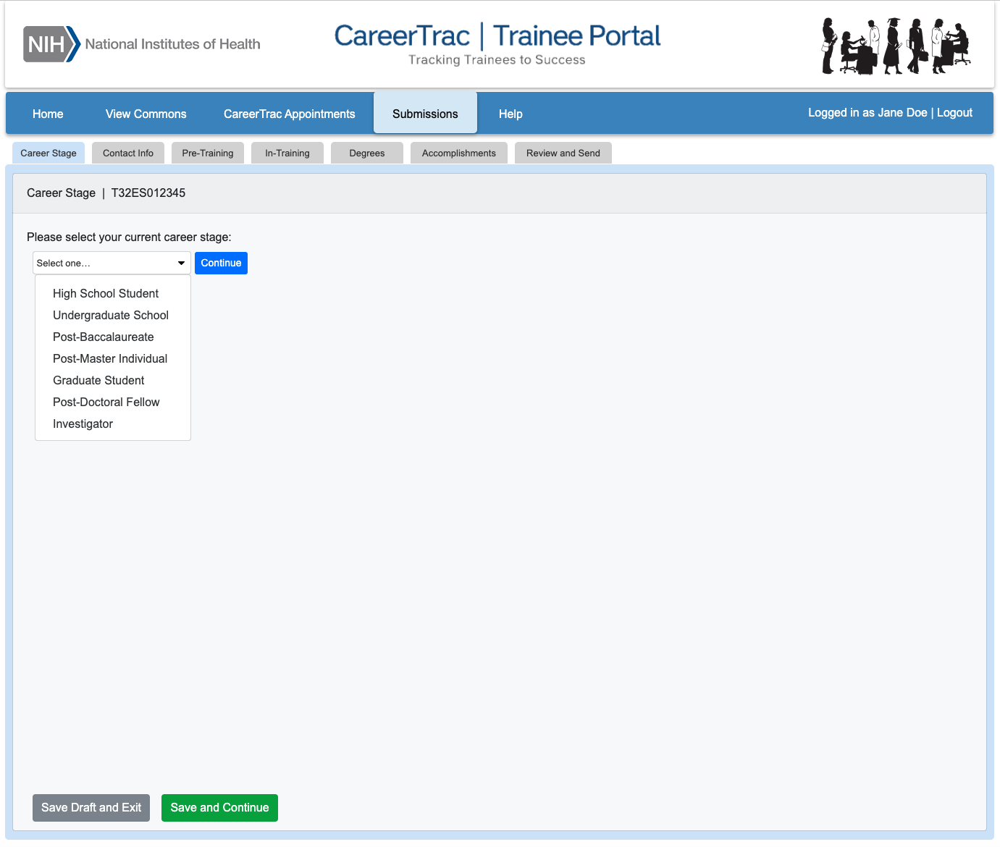 NIH National Institutes of Health
CareerTrac | Trainee Portal
Tracking Trainees to Success
Home View Commons CareerTrac Appointments Submissions Help Logged in as Jane Doe | Logout
Career Stage Contact Info Pre-Training In-Training Degrees Accomplishments Review and Send
Career Stage | T32ES012345
Please select your current career stage:
Select one... Continue
High School Student
Undergraduate School
Post-Baccalaureate
Post-Master Individual
Graduate Student
Post-Doctoral Fellow
Investigator
Save Draft and Exit Save and Continue